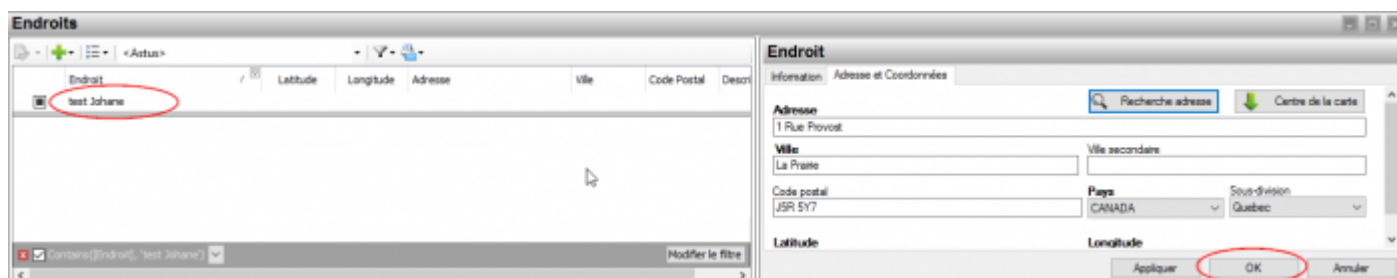 Endroits
<Astus>
Endroit / Latitude Longitude Adresse Ville Code Postal Descri
test Johane
Contains([Endroit], 'test Johane')
Modifier le filtre
Endroit
Information Adresse et Coordonnées
Adresse
Recherche adresse
Centre de la carte
1 Rue Provost
Ville Ville secondaire
La Prairie
Code postal Pays Sous-division
J5R 5Y7 CANADA Quebec
Latitude Longitude
Appliquer OK Annuler